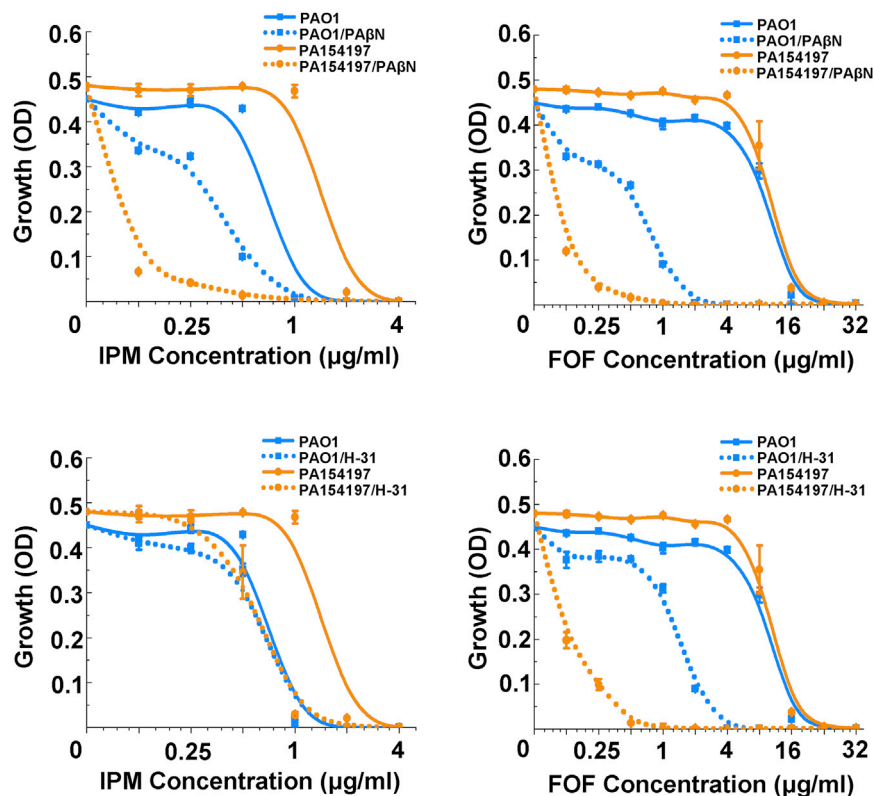 PAO1
PAO1/PAβN
PA154197
PA154197/PAβN
Growth (OD)
0.6
0.5
0.4
0.3
0.2
0.1
0 0.25 1 4
IPM Concentration (µg/ml)
PAO1
PAO1/PAβN
PA154197
PA154197/PAβN
Growth (OD)
0.6
0.5
0.4
0.3
0.2
0.1
0 0.25 1 4 16 32
FOF Concentration (µg/ml)
PAO1
PAO1/H-31
PA154197
PA154197/H-31
Growth (OD)
0.6
0.5
0.4
0.3
0.2
0.1
0 0.25 1 4
IPM Concentration (µg/ml)
PAO1
PAO1/H-31
PA154197
PA154197/H-31
Growth (OD)
0.6
0.5
0.4
0.3
0.2
0.1
0 0.25 1 4 16 32
FOF Concentration (µg/ml)